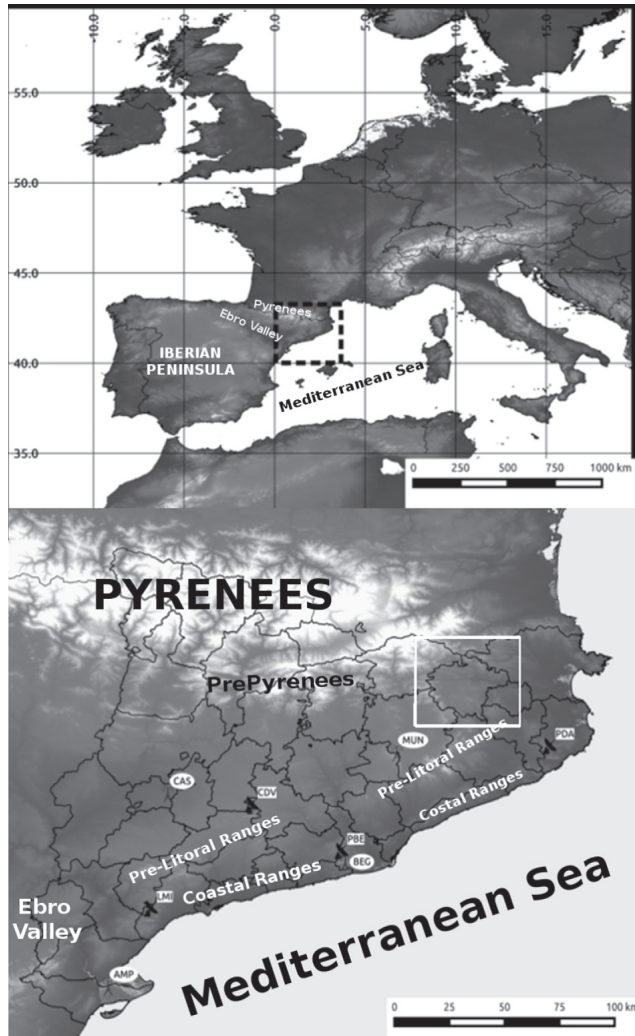 -10.0
-5.0
0.0
5.0
10.0
15.0
55.0
50.0
45.0
Pyrenees
Ebro Valley
IBERIAN
PENINSULA
40.0
Mediterranean Sea
35.0
0 250 500 750 1000 km
PYRENEES
PrePyrenees
MUN
PDA
Pre-Litoral Ranges
CAS
CDV
Costal Ranges
Pre-Litoral Ranges
PBE
BEG
Coastal Ranges
LMI
Ebro
Valley
AMP
Mediterranean Sea
0 25 50 75 100 km